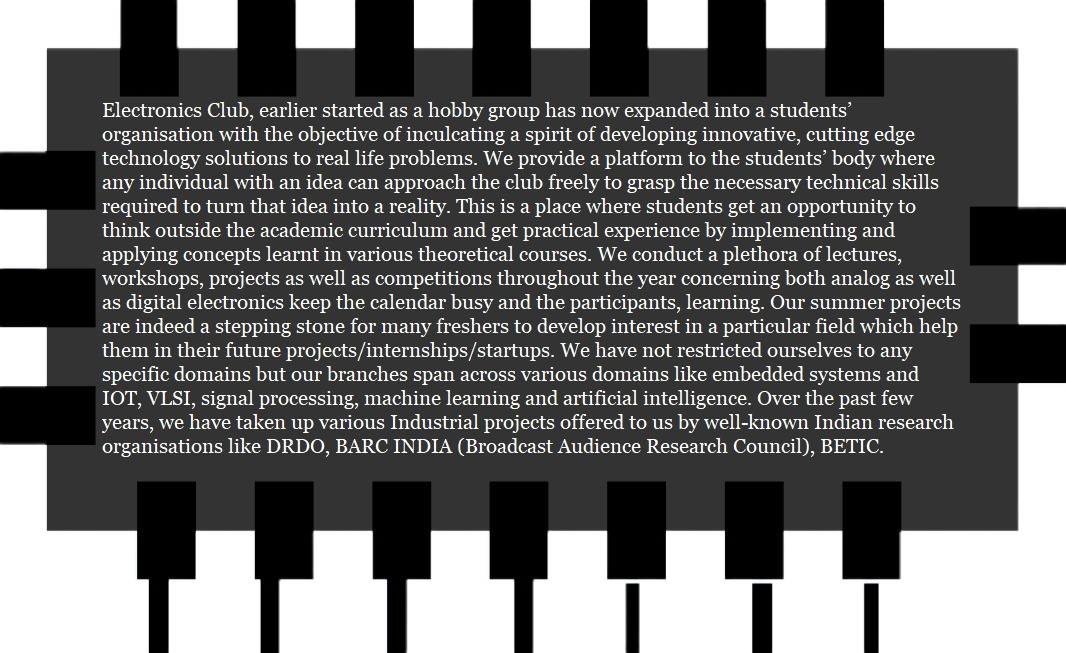 Electronics Club, earlier started as a hobby group has now expanded into a students’
organisation with the objective of inculcating a spirit of developing innovative, cutting edge
technology solutions to real life problems. We provide a platform to the students’ body where
any individual with an idea can approach the club freely to grasp the necessary technical skills
required to turn that idea into a reality. This is a place where students get an opportunity to
think outside the academic curriculum and get practical experience by implementing and
applying concepts learnt in various theoretical courses. We conduct a plethora of lectures,
workshops, projects as well as competitions throughout the year concerning both analog as well
as digital electronics keep the calendar busy and the participants, learning. Our summer projects
are indeed a stepping stone for many freshers to develop interest in a particular field which help
them in their future projects/internships/startups. We have not restricted ourselves to any
specific domains but our branches span across various domains like embedded systems and
IOT, VLSI, signal processing, machine learning and artificial intelligence. Over the past few
years, we have taken up various Industrial projects offered to us by well-known Indian research
organisations like DRDO, BARC INDIA (Broadcast Audience Research Council), BETIC.